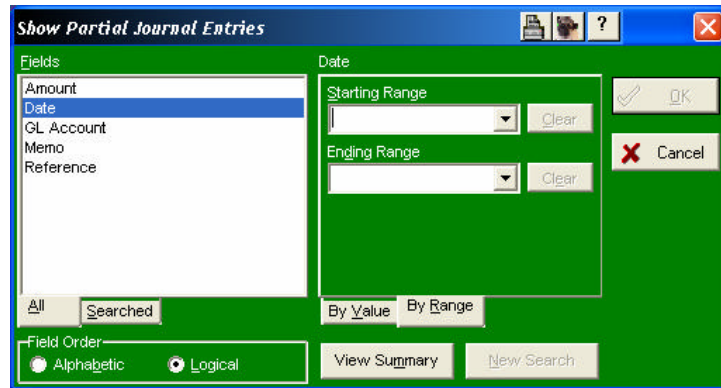 Show Partial Journal Entries
?
Fields
Amount
Date
GL Account
Memo
Reference
All
Searched
Field Order
Alphabetic
Logical
Date
Starting Range
Clear
Ending Range
Clear
By Value
By Range
View Summary
New Search
OK
Cancel